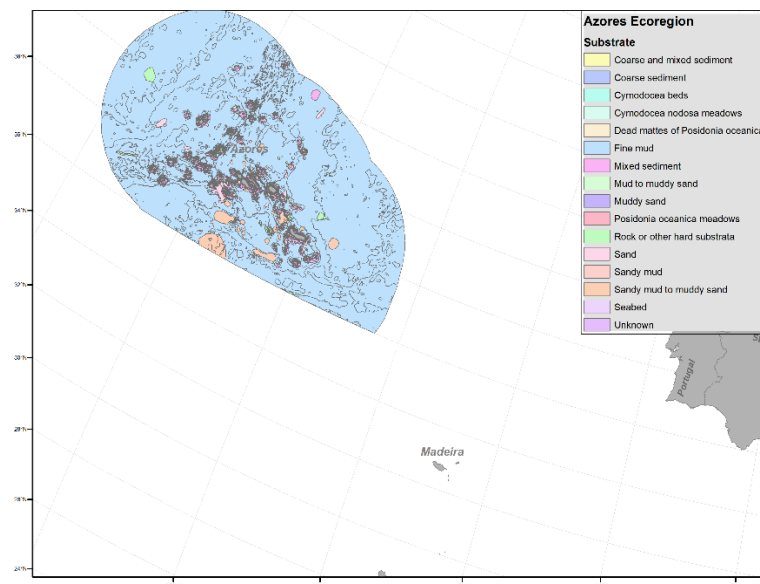 Azores Ecoregion
Substrate
Coarse and mixed sediment
Coarse sediment
Cymodocea beds
Cymodocea nodosa meadows
Dead mattes of Posidonia oceanica
Fine mud
Mixed sediment
Mud to muddy sand
Muddy sand
Posidonia oceanica meadows
Rock or other hard substrata
Sand
Sandy mud
Sandy mud to muddy sand
Seabed
Unknown
Azores
Portugal
Madeira